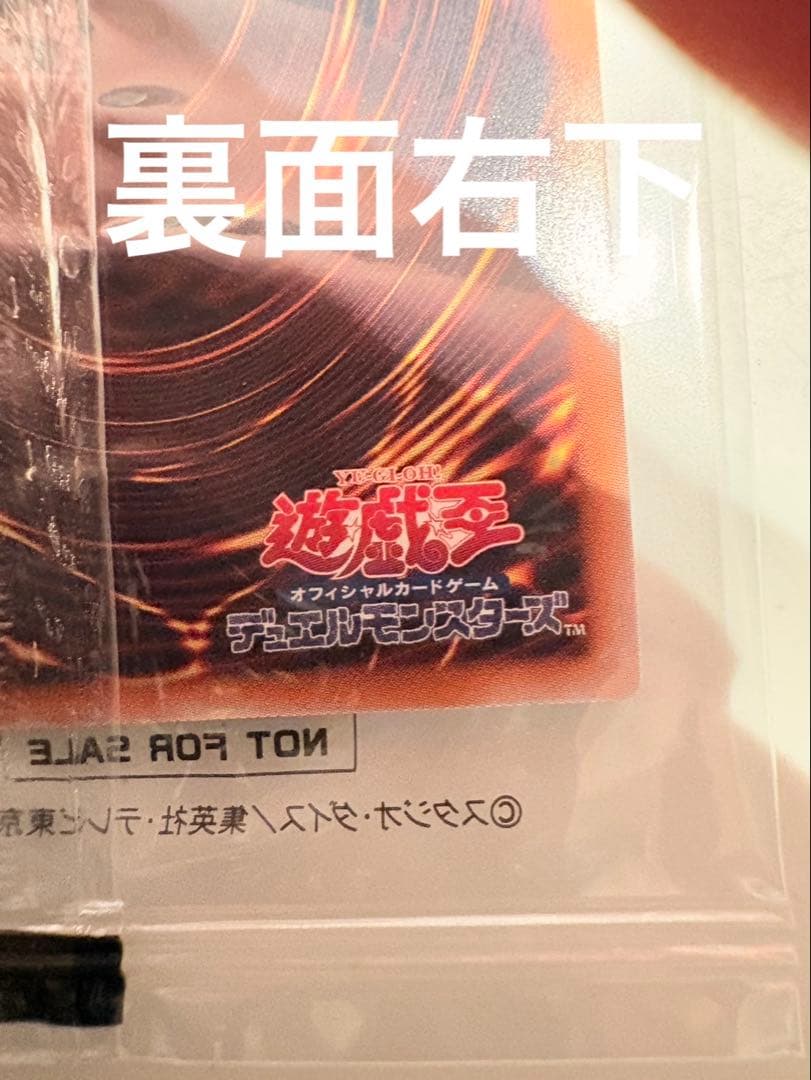 裏面右下
YU-GI-OH!
遊戯王
オフィシャルカードゲーム
デュエルモンスターズ TM
NOT FOR SALE
©スタジオ・ダイス/集英社・テレビ東京